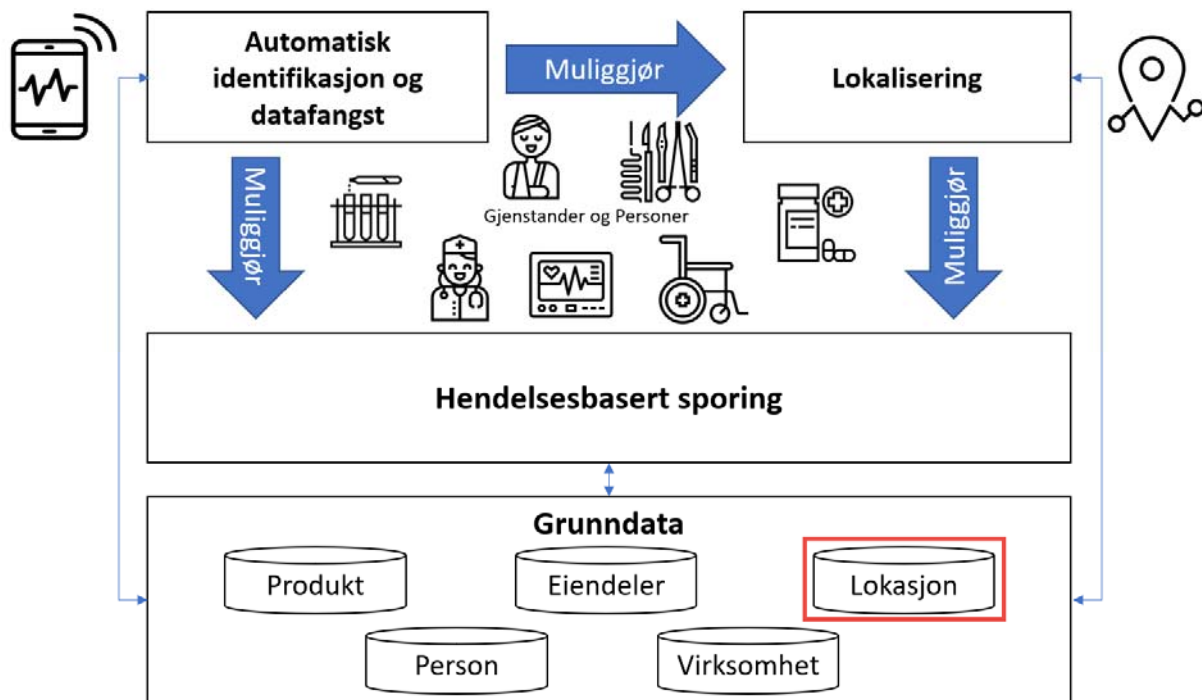 Automatisk
identifikasjon og
datafangst
Muliggjør
Lokalisering
Muliggjør
Gjenstander og Personer
Muliggjør
Hendelsesbasert sporing
Grunndata
Produkt
Eiendeler
Lokasjon
Person
Virksomhet